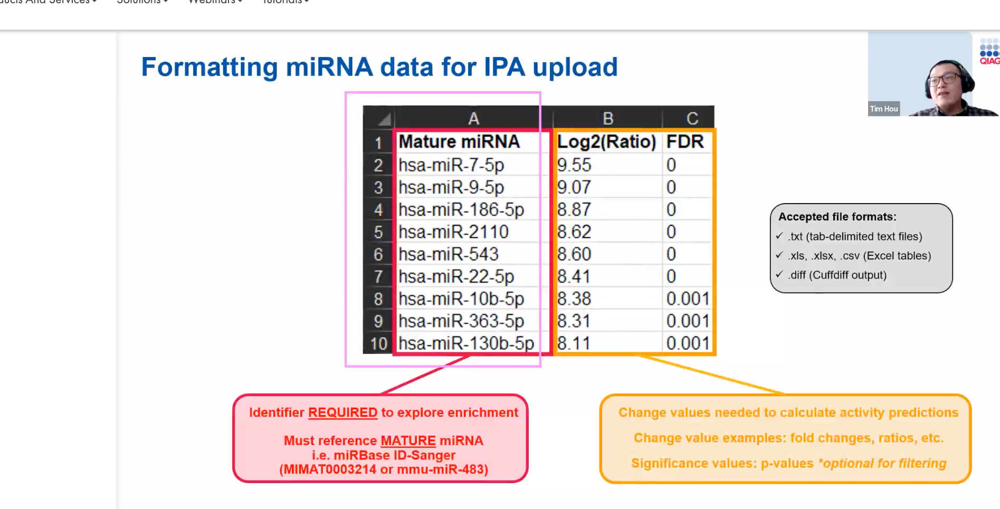 Products And Services
Solutions
Webinars
Tutorials
Formatting miRNA data for IPA upload
QIAG
Tim Hou
A B C
1 Mature miRNA Log2(Ratio) FDR
2 hsa-miR-7-5p 9.55 0
3 hsa-miR-9-5p 9.07 0
4 hsa-miR-186-5p 8.87 0
5 hsa-miR-2110 8.62 0
6 hsa-miR-543 8.60 0
7 hsa-miR-22-5p 8.41 0
8 hsa-miR-10b-5p 8.38 0.001
9 hsa-miR-363-5p 8.31 0.001
10 hsa-miR-130b-5p 8.11 0.001
Accepted file formats:
✓ .txt (tab-delimited text files)
✓ .xls, .xlsx, .csv (Excel tables)
✓ .diff (Cuffdiff output)
Identifier REQUIRED to explore enrichment
Must reference MATURE miRNA
i.e. miRBase ID-Sanger
(MIMAT0003214 or mmu-miR-483)
Change values needed to calculate activity predictions
Change value examples: fold changes, ratios, etc.
Significance values: p-values *optional for filtering